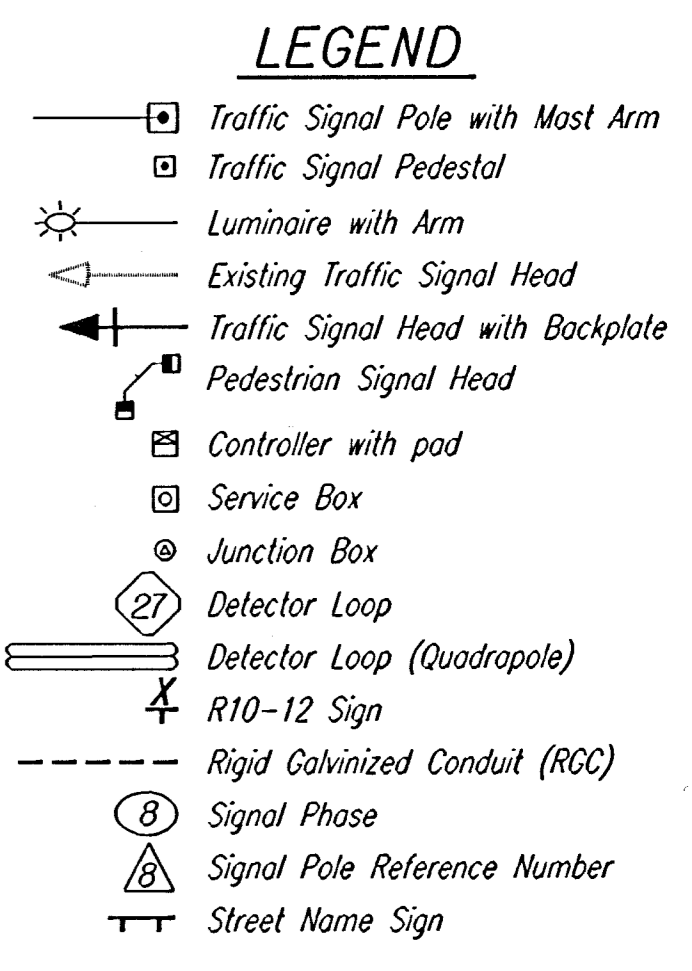 LEGEND
Traffic Signal Pole with Mast Arm
Traffic Signal Pedestal
Luminaire with Arm
Existing Traffic Signal Head
Traffic Signal Head with Backplate
Pedestrian Signal Head
Controller with pad
Service Box
Junction Box
27 Detector Loop
Detector Loop (Quadrapole)
X R10-12 Sign
Rigid Galvinized Conduit (RGC)
8 Signal Phase
8 Signal Pole Reference Number
Street Name Sign